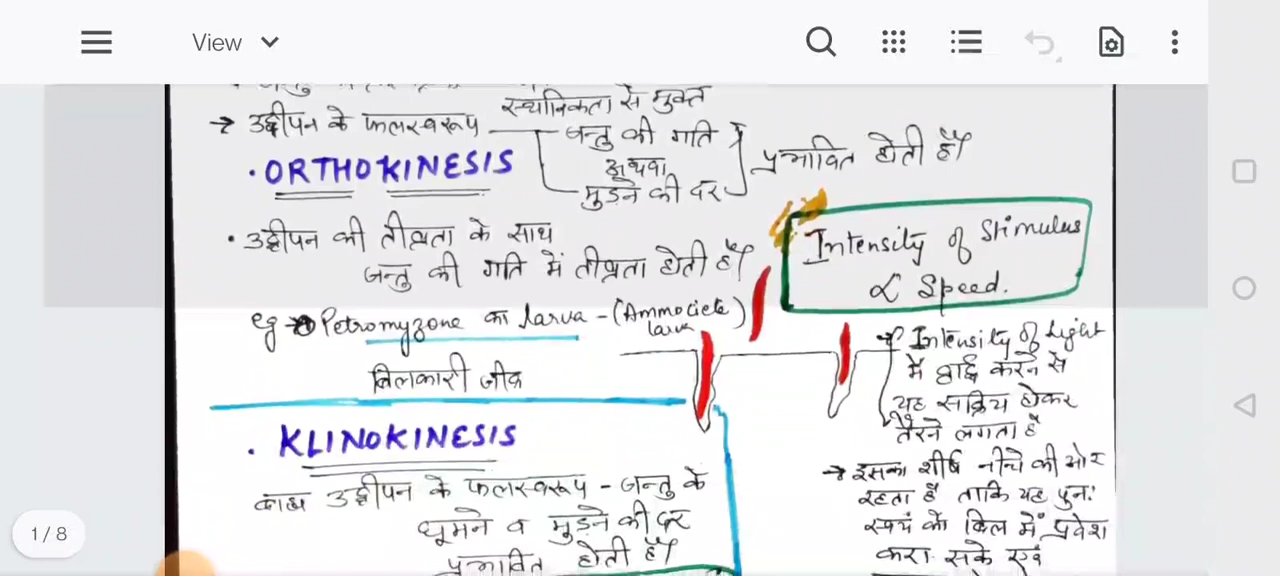 View
स्थानिकता से मुक्त
→ उद्दीपन के फलस्वरूप
जन्तु की गति
अथवा
मुड़ने की दर
प्रभावित होती है।
• ORTHOKINESIS
• उद्दीपन की तीव्रता के साथ
जन्तु की गति में तीव्रता होती है।
Intensity of Stimulus
∝ Speed.
eg → Petromyzone का larva - (Ammociete
larva)
बिलकारी जीव
→ Intensity of Light
में वृद्धि करने से
यह सक्रिय होकर
तैरने लगता है
→ इसका शीर्ष नीचे की ओर
रहता है ताकि यह पुनः
स्वयं को बिल में प्रवेश
करा सके एवं
• KLINOKINESIS
उद्दीपन के फलस्वरूप - जन्तु के
घूमने व मुड़ने की दर
प्रभावित होती है।
1 / 8